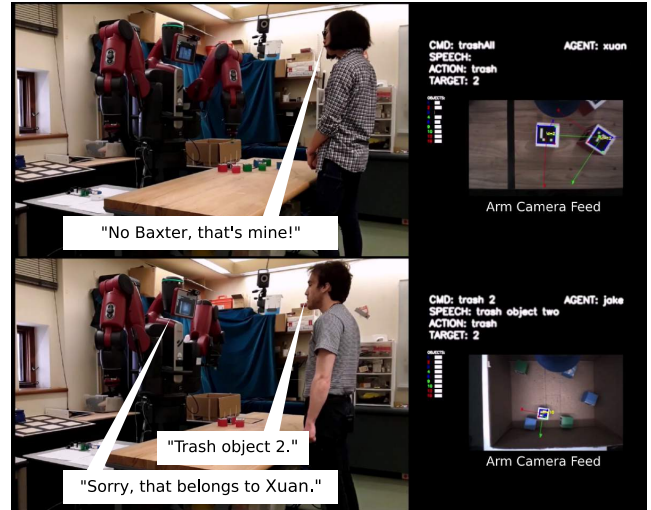 CMD: trashAll
AGENT: xuan
SPEECH:
ACTION: trash
TARGET: 2
OBJECTS:
Arm Camera Feed
"No Baxter, that's mine!"
CMD: trash 2
AGENT: jake
SPEECH: trash object two
ACTION: trash
TARGET: 2
OBJECTS:
Arm Camera Feed
"Trash object 2."
"Sorry, that belongs to Xuan."